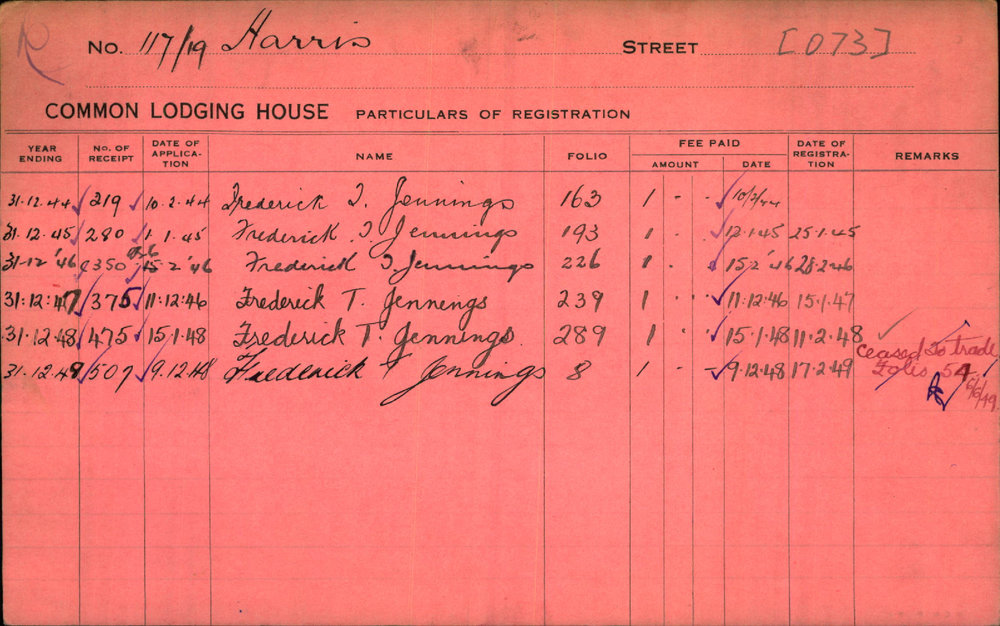 No. 117/19 Harris STREET [073]
COMMON LODGING HOUSE PARTICULARS OF REGISTRATION
YEAR ENDING No. OF RECEIPT DATE OF APPLICA-TION NAME FOLIO FEE PAID AMOUNT DATE DATE OF REGISTRA-TION REMARKS
31.12.44 219 10.2.44 Frederick T. Jennings 163 1 - - 10/2/44
31.12.45 280 1.1.45 Frederick T Jennings 193 1 - - 12.1.45 25.1.45
31.12.'46 350 15.2.'46 Frederick T Jennings 226 1 - - 15.2.'46 28.2.46
31.12.47 375 11.12.46 Frederick T. Jennings 239 1 - - 11.12.46 15.1.47
31.12.48 475 15.1.48 Frederick T. Jennings 289 1 - - 15.1.48 11.2.48
31.12.49 507 9.12.48 Frederick T Jennings 8 1 - - 9.12.48 17.2.49
ceased to trade
Folio 54
6/6/49